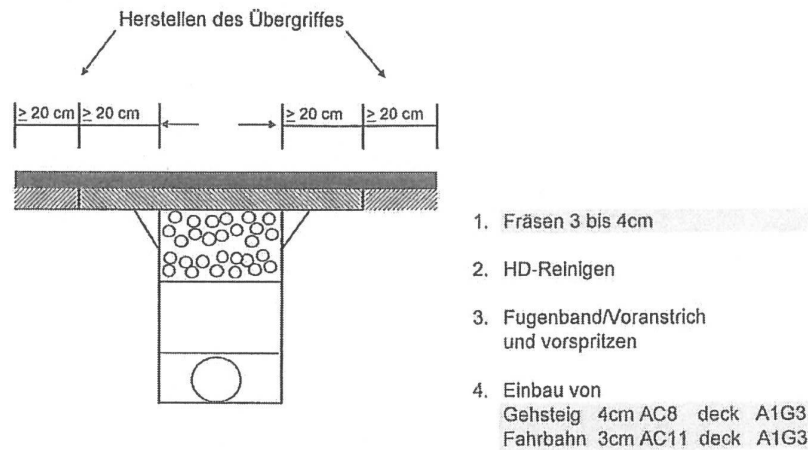 Herstellen des Übergriffes
≥ 20 cm ≥ 20 cm ≥ 20 cm ≥ 20 cm
1. Fräsen 3 bis 4cm
2. HD-Reinigen
3. Fugenband/Voranstrich
und vorspritzen
4. Einbau von
Gehsteig 4cm AC8 deck A1G3
Fahrbahn 3cm AC11 deck A1G3